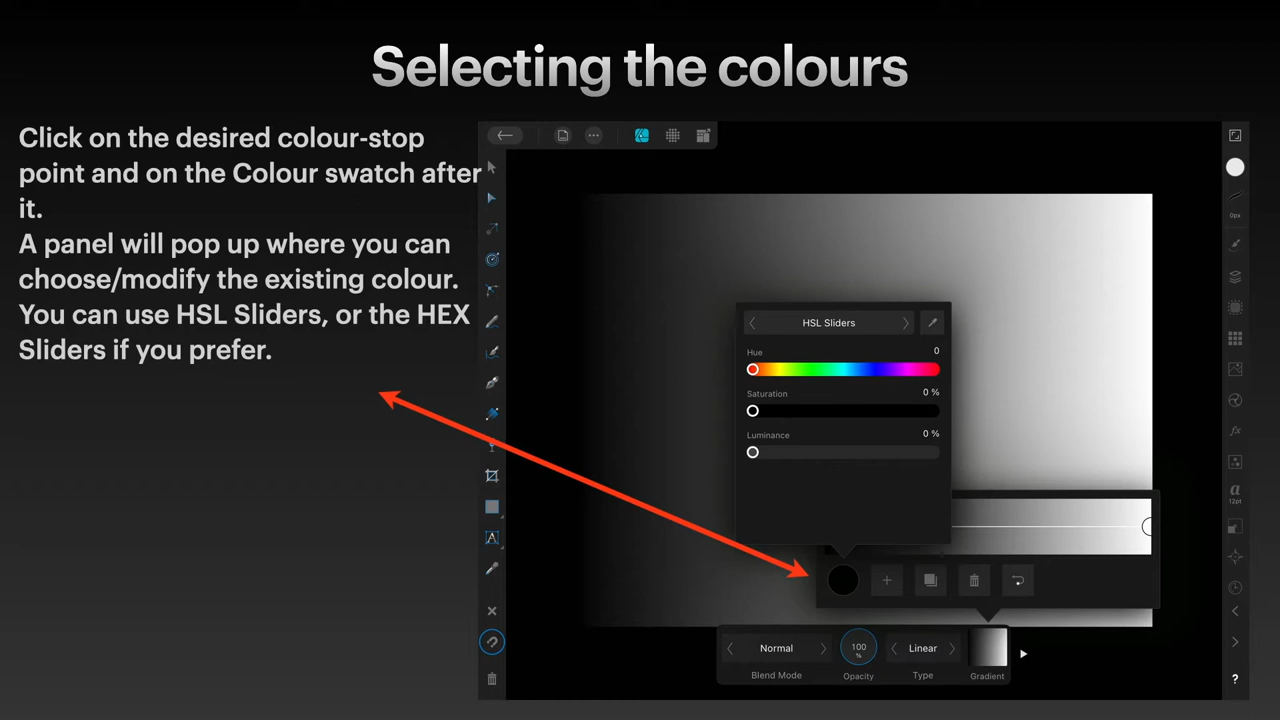 Selecting the colours
Click on the desired colour-stop
point and on the Colour swatch after
it.
A panel will pop up where you can
choose/modify the existing colour.
You can use HSL Sliders, or the HEX
Sliders if you prefer.
HSL Sliders
Hue 0
Saturation 0 %
Luminance 0 %
0px
fx
a
12pt
A
Normal
100
%
Linear
Blend Mode
Opacity
Type
Gradient
?